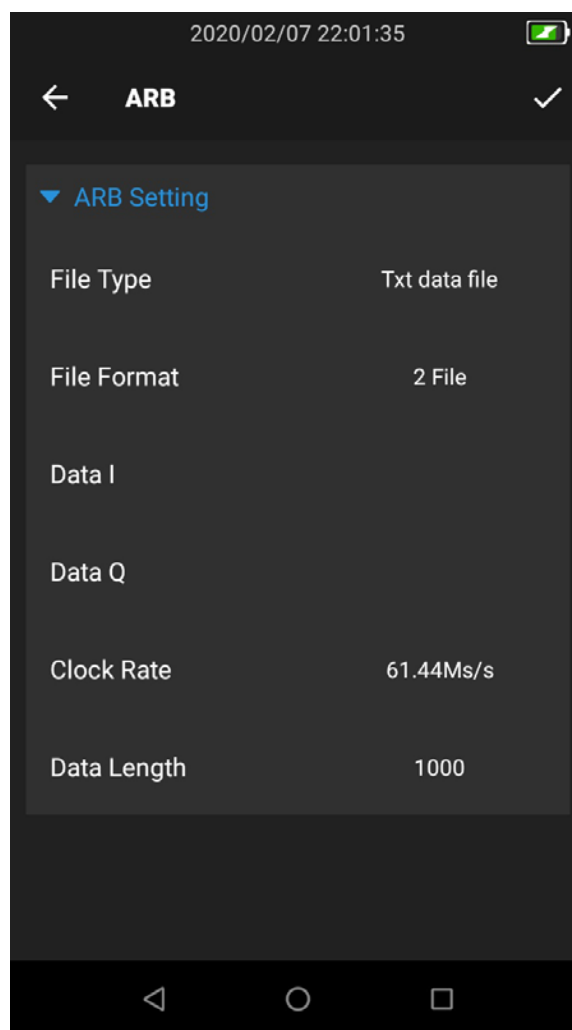 2020/02/07 22:01:35
ARB
ARB Setting
File Type Txt data file
File Format 2 File
Data I
Data Q
Clock Rate 61.44Ms/s
Data Length 1000